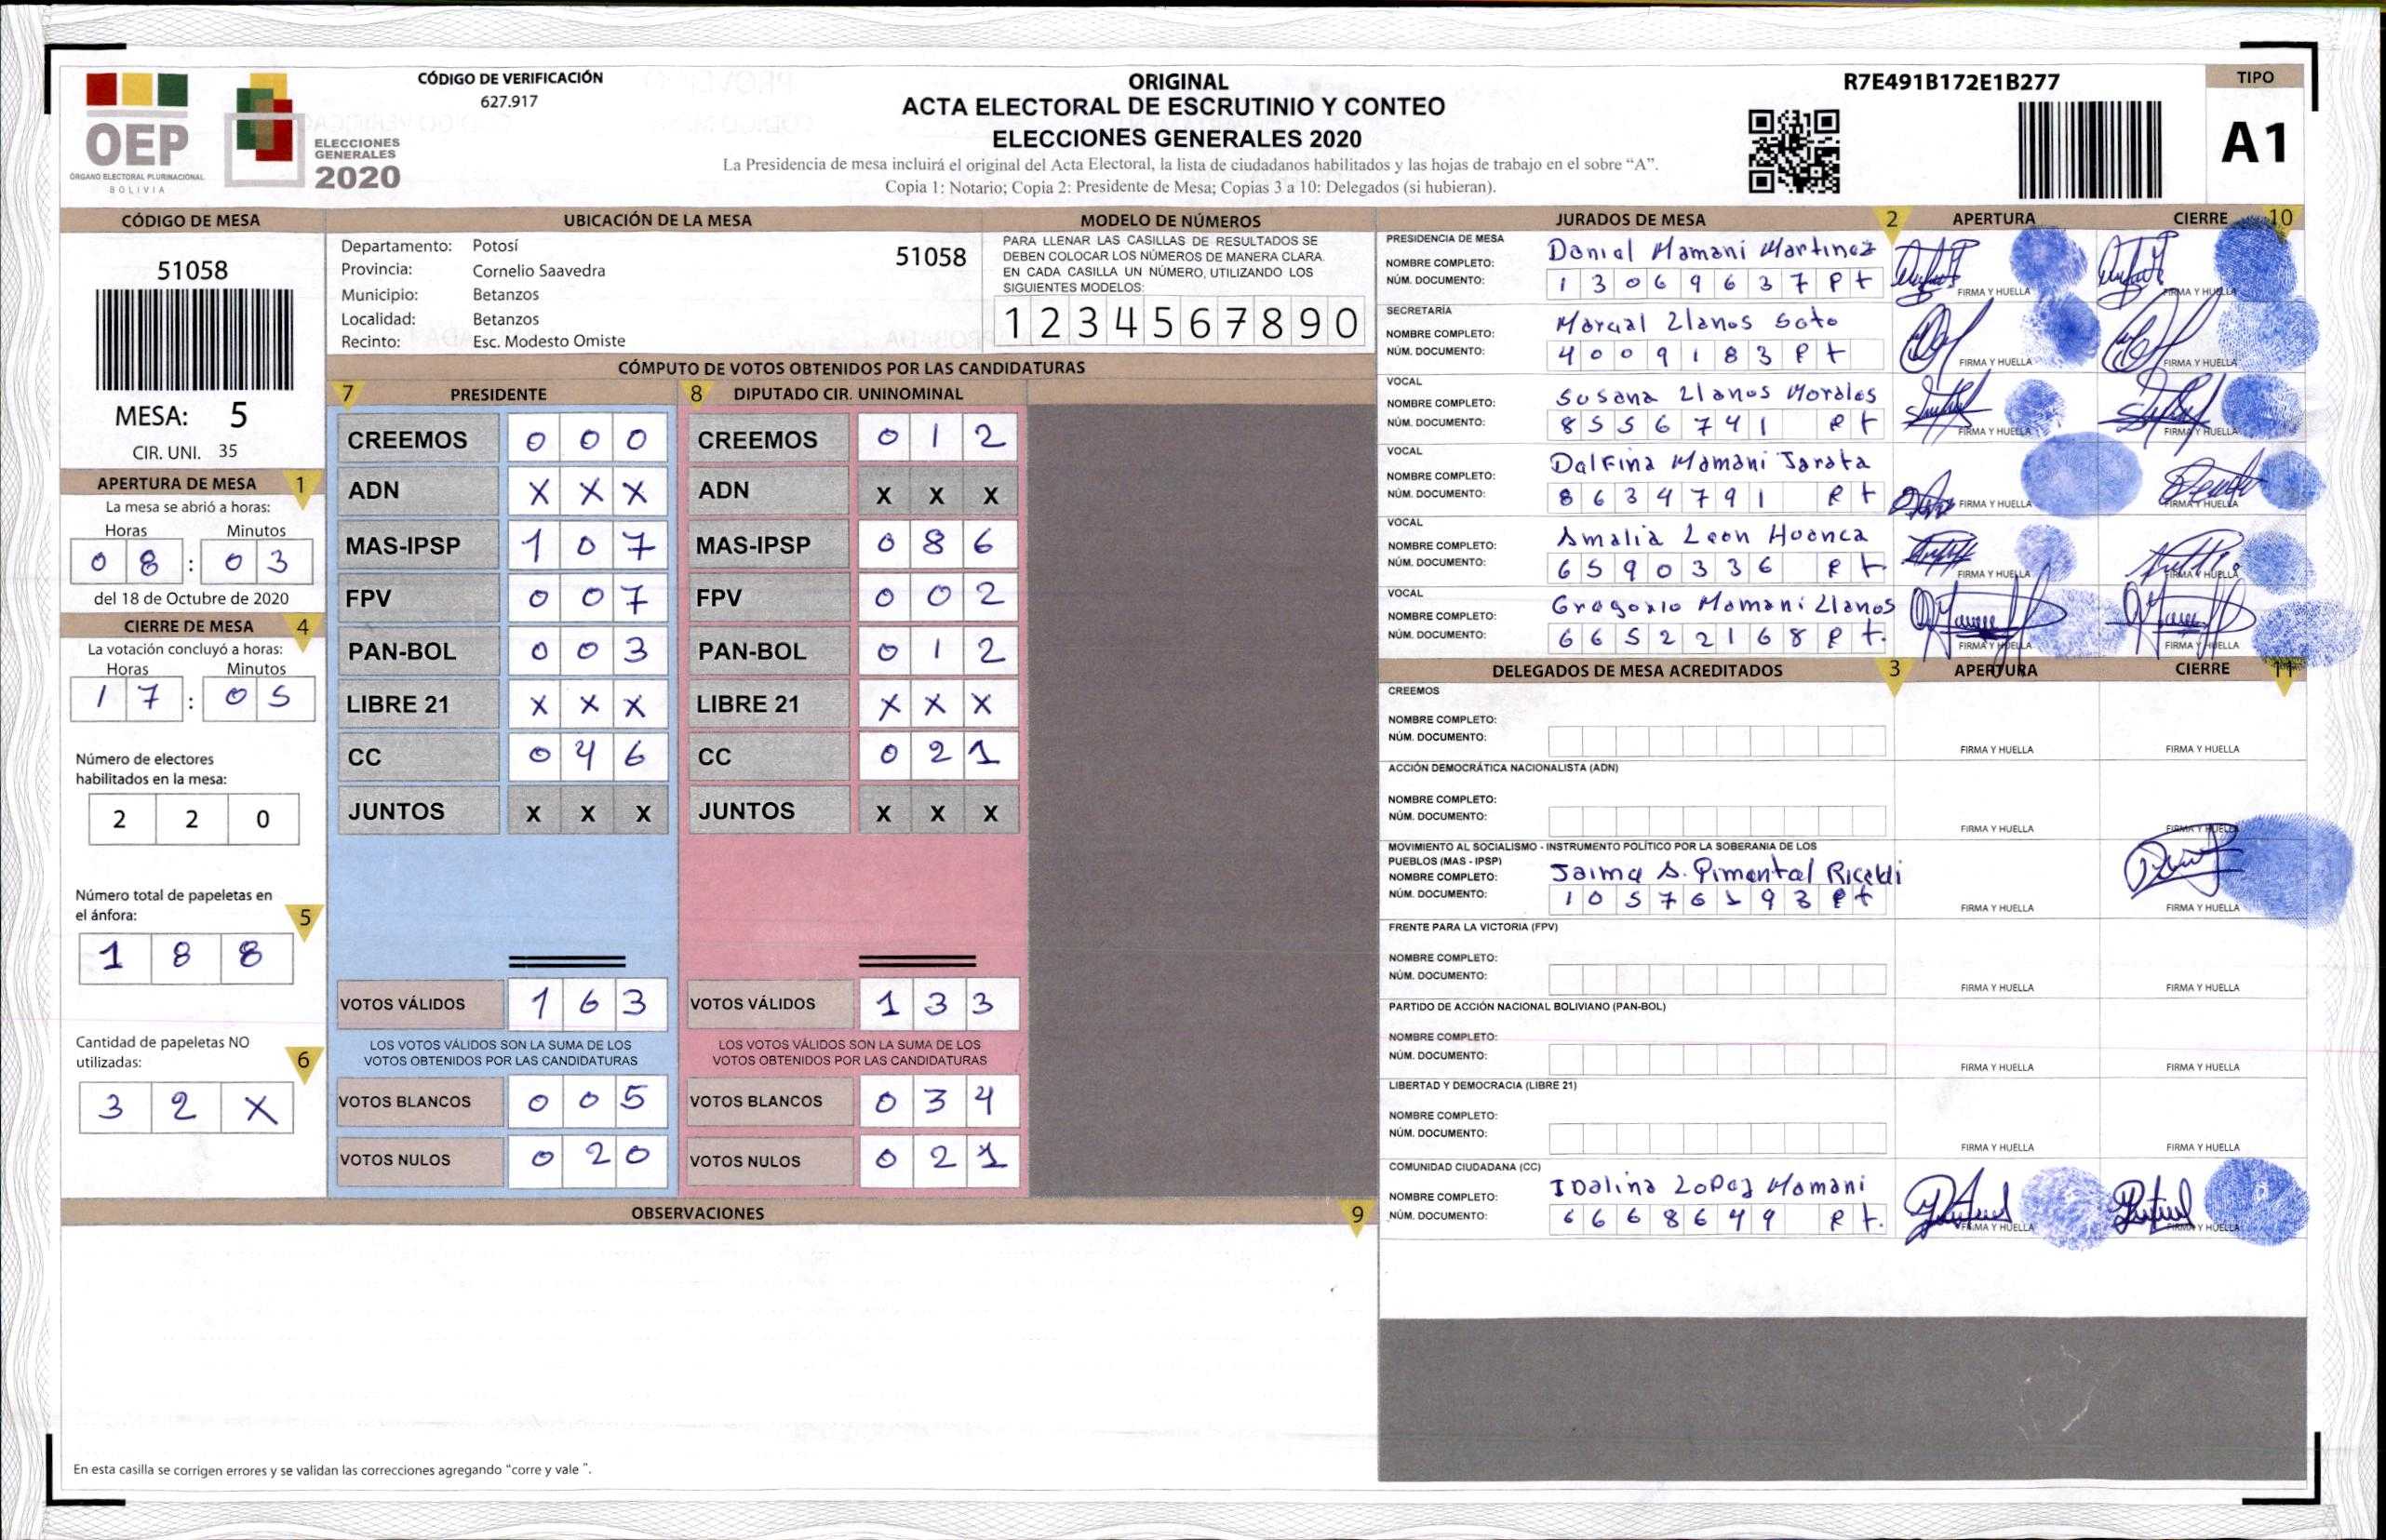 CÓDIGO DE VERIFICACIÓN
627.917
ORIGINAL
ACTA ELECTORAL DE ESCRUTINIO Y CONTEO
ELECCIONES GENERALES 2020
La Presidencia de mesa incluirá el original del Acta Electoral, la lista de ciudadanos habilitados y las hojas de trabajo en el sobre “A”.
Copia 1: Notario; Copia 2: Presidente de Mesa; Copias 3 a 10: Delegados (si hubieran).
R7E491B172E1B277
TIPO
A1
OEP
ÓRGANO ELECTORAL PLURINACIONAL
BOLIVIA
ELECCIONES
GENERALES
2020
CÓDIGO DE MESA
51058
MESA: 5
CIR. UNI. 35
APERTURA DE MESA 1
La mesa se abrió a horas:
Horas Minutos
0 8 : 0 3
del 18 de Octubre de 2020
CIERRE DE MESA 4
La votación concluyó a horas:
Horas Minutos
1 7 : 0 5
Número de electores
habilitados en la mesa:
2 2 0
Número total de papeletas en
el ánfora: 5
1 8 8
Cantidad de papeletas NO
utilizadas: 6
3 2 X
UBICACIÓN DE LA MESA
Departamento: Potosí
51058
Provincia: Cornelio Saavedra
Municipio: Betanzos
Localidad: Betanzos
Recinto: Esc. Modesto Omiste
MODELO DE NÚMEROS
PARA LLENAR LAS CASILLAS DE RESULTADOS SE
DEBEN COLOCAR LOS NÚMEROS DE MANERA CLARA.
EN CADA CASILLA UN NÚMERO, UTILIZANDO LOS
SIGUIENTES MODELOS:
1 2 3 4 5 6 7 8 9 0
CÓMPUTO DE VOTOS OBTENIDOS POR LAS CANDIDATURAS
7 PRESIDENTE
CREEMOS 0 0 0
ADN X X X
MAS-IPSP 1 0 7
FPV 0 0 7
PAN-BOL 0 0 3
LIBRE 21 X X X
CC 0 4 6
JUNTOS X X X
VOTOS VÁLIDOS 1 6 3
LOS VOTOS VÁLIDOS SON LA SUMA DE LOS
VOTOS OBTENIDOS POR LAS CANDIDATURAS
VOTOS BLANCOS 0 0 5
VOTOS NULOS 0 2 0
8 DIPUTADO CIR. UNINOMINAL
CREEMOS 0 1 2
ADN X X X
MAS-IPSP 0 8 6
FPV 0 0 2
PAN-BOL 0 1 2
LIBRE 21 X X X
CC 0 2 1
JUNTOS X X X
VOTOS VÁLIDOS 1 3 3
LOS VOTOS VÁLIDOS SON LA SUMA DE LOS
VOTOS OBTENIDOS POR LAS CANDIDATURAS
VOTOS BLANCOS 0 3 4
VOTOS NULOS 0 2 1
OBSERVACIONES 9
En esta casilla se corrigen errores y se validan las correcciones agregando “corre y vale ”.
JURADOS DE MESA 2 APERTURA CIERRE 10
PRESIDENCIA DE MESA
NOMBRE COMPLETO: Danial Mamani Martinez
NÚM. DOCUMENTO: 1 3 0 6 9 6 3 7 P t
FIRMA Y HUELLA FIRMA Y HUELLA
SECRETARÍA
NOMBRE COMPLETO: Marcial Llanos Soto
NÚM. DOCUMENTO: 4 0 0 9 1 8 3 P t
FIRMA Y HUELLA FIRMA Y HUELLA
VOCAL
NOMBRE COMPLETO: Susana Llanos Morales
NÚM. DOCUMENTO: 8 5 5 6 7 4 1 P t
FIRMA Y HUELLA FIRMA Y HUELLA
VOCAL
NOMBRE COMPLETO: Dalfina Mamani Jarata
NÚM. DOCUMENTO: 8 6 3 4 7 9 1 P t
FIRMA Y HUELLA FIRMA Y HUELLA
VOCAL
NOMBRE COMPLETO: Amalia Leon Huanca
NÚM. DOCUMENTO: 6 5 9 0 3 3 6 P t.
FIRMA Y HUELLA FIRMA Y HUELLA
VOCAL
NOMBRE COMPLETO: Gregorio Mamani Llanos
NÚM. DOCUMENTO: 6 6 5 2 2 1 6 8 P t.
FIRMA Y HUELLA FIRMA Y HUELLA
DELEGADOS DE MESA ACREDITADOS 3 APERTURA CIERRE 11
CREEMOS
NOMBRE COMPLETO:
NÚM. DOCUMENTO:
FIRMA Y HUELLA FIRMA Y HUELLA
ACCIÓN DEMOCRÁTICA NACIONALISTA (ADN)
NOMBRE COMPLETO:
NÚM. DOCUMENTO:
FIRMA Y HUELLA FIRMA Y HUELLA
MOVIMIENTO AL SOCIALISMO - INSTRUMENTO POLÍTICO POR LA SOBERANIA DE LOS
PUEBLOS (MAS - IPSP)
NOMBRE COMPLETO: Jaime S. Pimentel Ricaldi
NÚM. DOCUMENTO: 1 0 5 7 6 1 9 3 P t
FIRMA Y HUELLA FIRMA Y HUELLA
FRENTE PARA LA VICTORIA (FPV)
NOMBRE COMPLETO:
NÚM. DOCUMENTO:
FIRMA Y HUELLA FIRMA Y HUELLA
PARTIDO DE ACCIÓN NACIONAL BOLIVIANO (PAN-BOL)
NOMBRE COMPLETO:
NÚM. DOCUMENTO:
FIRMA Y HUELLA FIRMA Y HUELLA
LIBERTAD Y DEMOCRACIA (LIBRE 21)
NOMBRE COMPLETO:
NÚM. DOCUMENTO:
FIRMA Y HUELLA FIRMA Y HUELLA
COMUNIDAD CIUDADANA (CC)
NOMBRE COMPLETO: IDalina Lopez Mamani
NÚM. DOCUMENTO: 6 6 6 8 6 4 9 P t.
FIRMA Y HUELLA FIRMA Y HUELLA